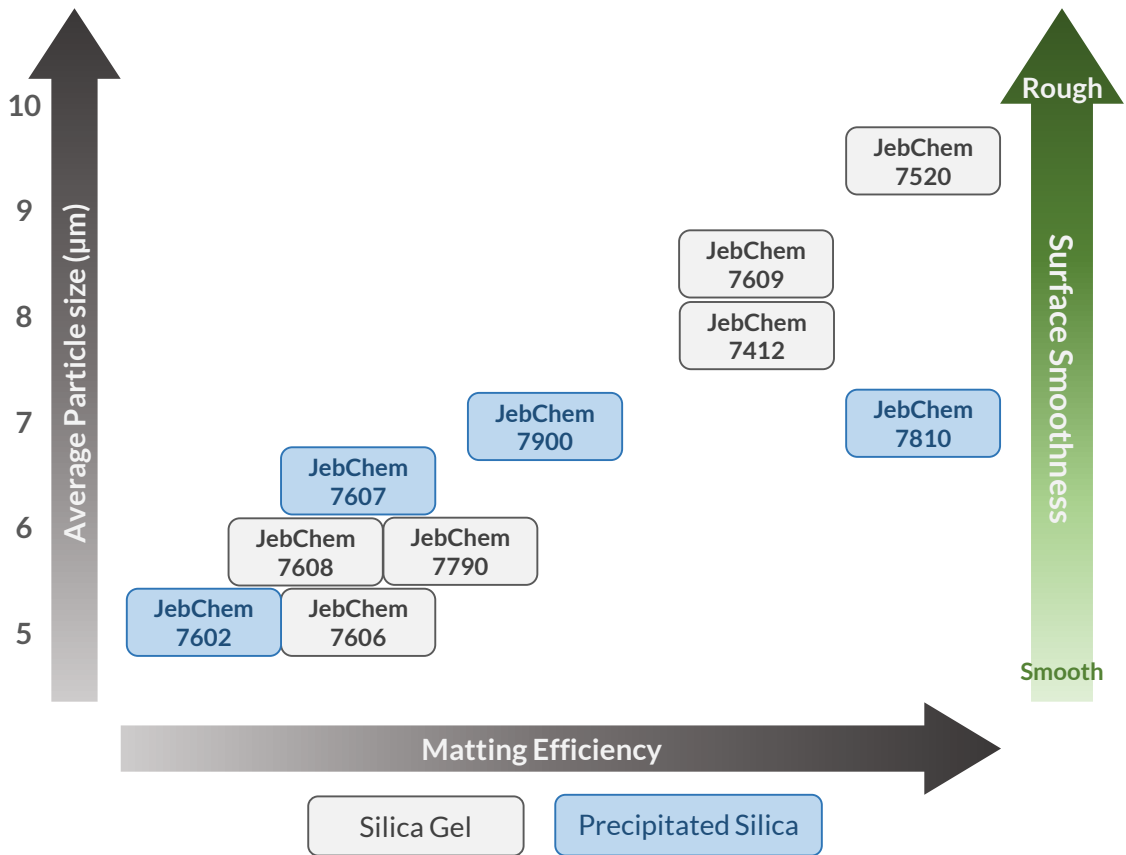 10
9
8
7
6
5
Average Particle size (µm)
JebChem
7520
JebChem
7609
JebChem
7412
JebChem
7900
JebChem
7810
JebChem
7607
JebChem
7608
JebChem
7790
JebChem
7602
JebChem
7606
Rough
Surface Smoothness
Smooth
Matting Efficiency
Silica Gel
Precipitated Silica